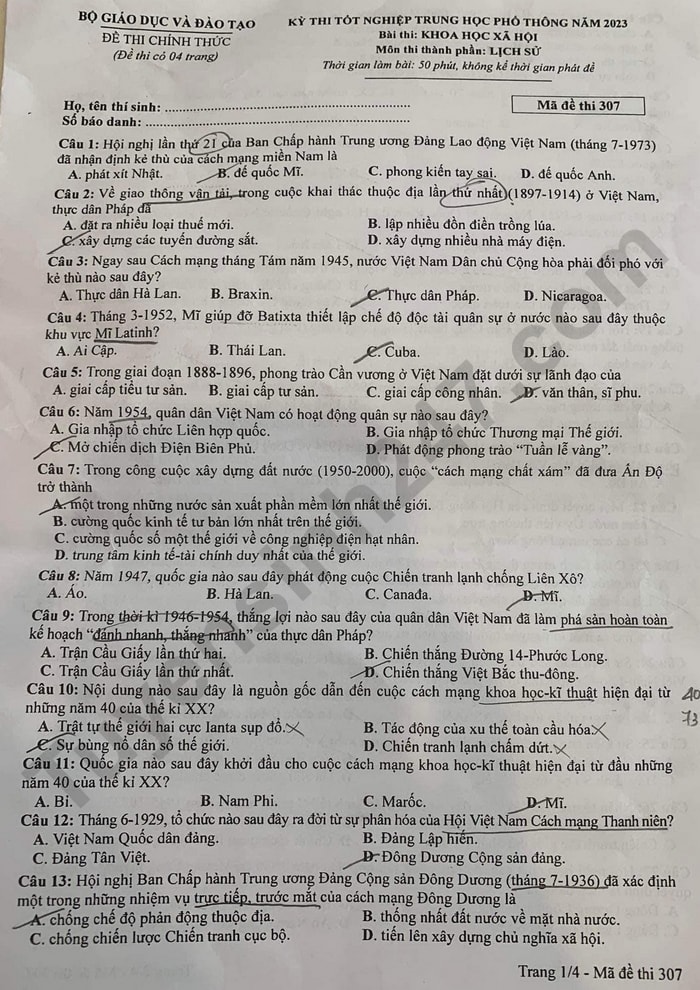 BỘ GIÁO DỤC VÀ ĐÀO TẠO
ĐỀ THI CHÍNH THỨC
(Đề thi có 04 trang)
KỲ THI TỐT NGHIỆP TRUNG HỌC PHỔ THÔNG NĂM 2023
Bài thi: KHOA HỌC XÃ HỘI
Môn thi thành phần: LỊCH SỬ
Thời gian làm bài: 50 phút, không kể thời gian phát đề
Họ, tên thí sinh: ..........................................................
Số báo danh: ..............................................................
Mã đề thi 307
Câu 1: Hội nghị lần thứ 21 của Ban Chấp hành Trung ương Đảng Lao động Việt Nam (tháng 7-1973)
đã nhận định kẻ thù của cách mạng miền Nam là
A. phát xít Nhật. B. đế quốc Mĩ. C. phong kiến tay sai. D. đế quốc Anh.
Câu 2: Về giao thông vận tải, trong cuộc khai thác thuộc địa lần thứ nhất (1897-1914) ở Việt Nam,
thực dân Pháp đã
A. đặt ra nhiều loại thuế mới. B. lập nhiều đồn điền trồng lúa.
C. xây dựng các tuyến đường sắt. D. xây dựng nhiều nhà máy điện.
Câu 3: Ngay sau Cách mạng tháng Tám năm 1945, nước Việt Nam Dân chủ Cộng hòa phải đối phó với
kẻ thù nào sau đây?
A. Thực dân Hà Lan. B. Braxin. C. Thực dân Pháp. D. Nicaragoa.
Câu 4: Tháng 3-1952, Mĩ giúp đỡ Batixta thiết lập chế độ độc tài quân sự ở nước nào sau đây thuộc
khu vực Mĩ Latinh?
A. Ai Cập. B. Thái Lan. C. Cuba. D. Lào.
Câu 5: Trong giai đoạn 1888-1896, phong trào Cần vương ở Việt Nam đặt dưới sự lãnh đạo của
A. giai cấp tiểu tư sản. B. giai cấp tư sản. C. giai cấp công nhân. D. văn thân, sĩ phu.
Câu 6: Năm 1954, quân dân Việt Nam có hoạt động quân sự nào sau đây?
A. Gia nhập tổ chức Liên hợp quốc. B. Gia nhập tổ chức Thương mại Thế giới.
C. Mở chiến dịch Điện Biên Phủ. D. Phát động phong trào “Tuần lễ vàng”.
Câu 7: Trong công cuộc xây dựng đất nước (1950-2000), cuộc “cách mạng chất xám” đã đưa Ấn Độ
trở thành
A. một trong những nước sản xuất phần mềm lớn nhất thế giới.
B. cường quốc kinh tế tư bản lớn nhất trên thế giới.
C. cường quốc số một thế giới về công nghiệp điện hạt nhân.
D. trung tâm kinh tế-tài chính duy nhất của thế giới.
Câu 8: Năm 1947, quốc gia nào sau đây phát động cuộc Chiến tranh lạnh chống Liên Xô?
A. Áo. B. Hà Lan. C. Canađa. D. Mĩ.
Câu 9: Trong thời kì 1946-1954, thắng lợi nào sau đây của quân dân Việt Nam đã làm phá sản hoàn toàn
kế hoạch “đánh nhanh, thắng nhanh” của thực dân Pháp?
A. Trận Cầu Giấy lần thứ hai. B. Chiến thắng Đường 14-Phước Long.
C. Trận Cầu Giấy lần thứ nhất. D. Chiến thắng Việt Bắc thu-đông.
Câu 10: Nội dung nào sau đây là nguồn gốc dẫn đến cuộc cách mạng khoa học-kĩ thuật hiện đại từ 40
những năm 40 của thế kỉ XX? 73
A. Trật tự thế giới hai cực Ianta sụp đổ. B. Tác động của xu thế toàn cầu hóa.
C. Sự bùng nổ dân số thế giới. D. Chiến tranh lạnh chấm dứt.
Câu 11: Quốc gia nào sau đây khởi đầu cho cuộc cách mạng khoa học-kĩ thuật hiện đại từ đầu những
năm 40 của thế kỉ XX?
A. Bỉ. B. Nam Phi. C. Marốc. D. Mĩ.
Câu 12: Tháng 6-1929, tổ chức nào sau đây ra đời từ sự phân hóa của Hội Việt Nam Cách mạng Thanh niên?
A. Việt Nam Quốc dân đảng. B. Đảng Lập hiến.
C. Đảng Tân Việt. D. Đông Dương Cộng sản đảng.
Câu 13: Hội nghị Ban Chấp hành Trung ương Đảng Cộng sản Đông Dương (tháng 7-1936) đã xác định
một trong những nhiệm vụ trực tiếp, trước mắt của cách mạng Đông Dương là
A. chống chế độ phản động thuộc địa. B. thống nhất đất nước về mặt nhà nước.
C. chống chiến lược Chiến tranh cục bộ. D. tiến lên xây dựng chủ nghĩa xã hội.
Trang 1/4 - Mã đề thi 307
Tuyensinh247.com